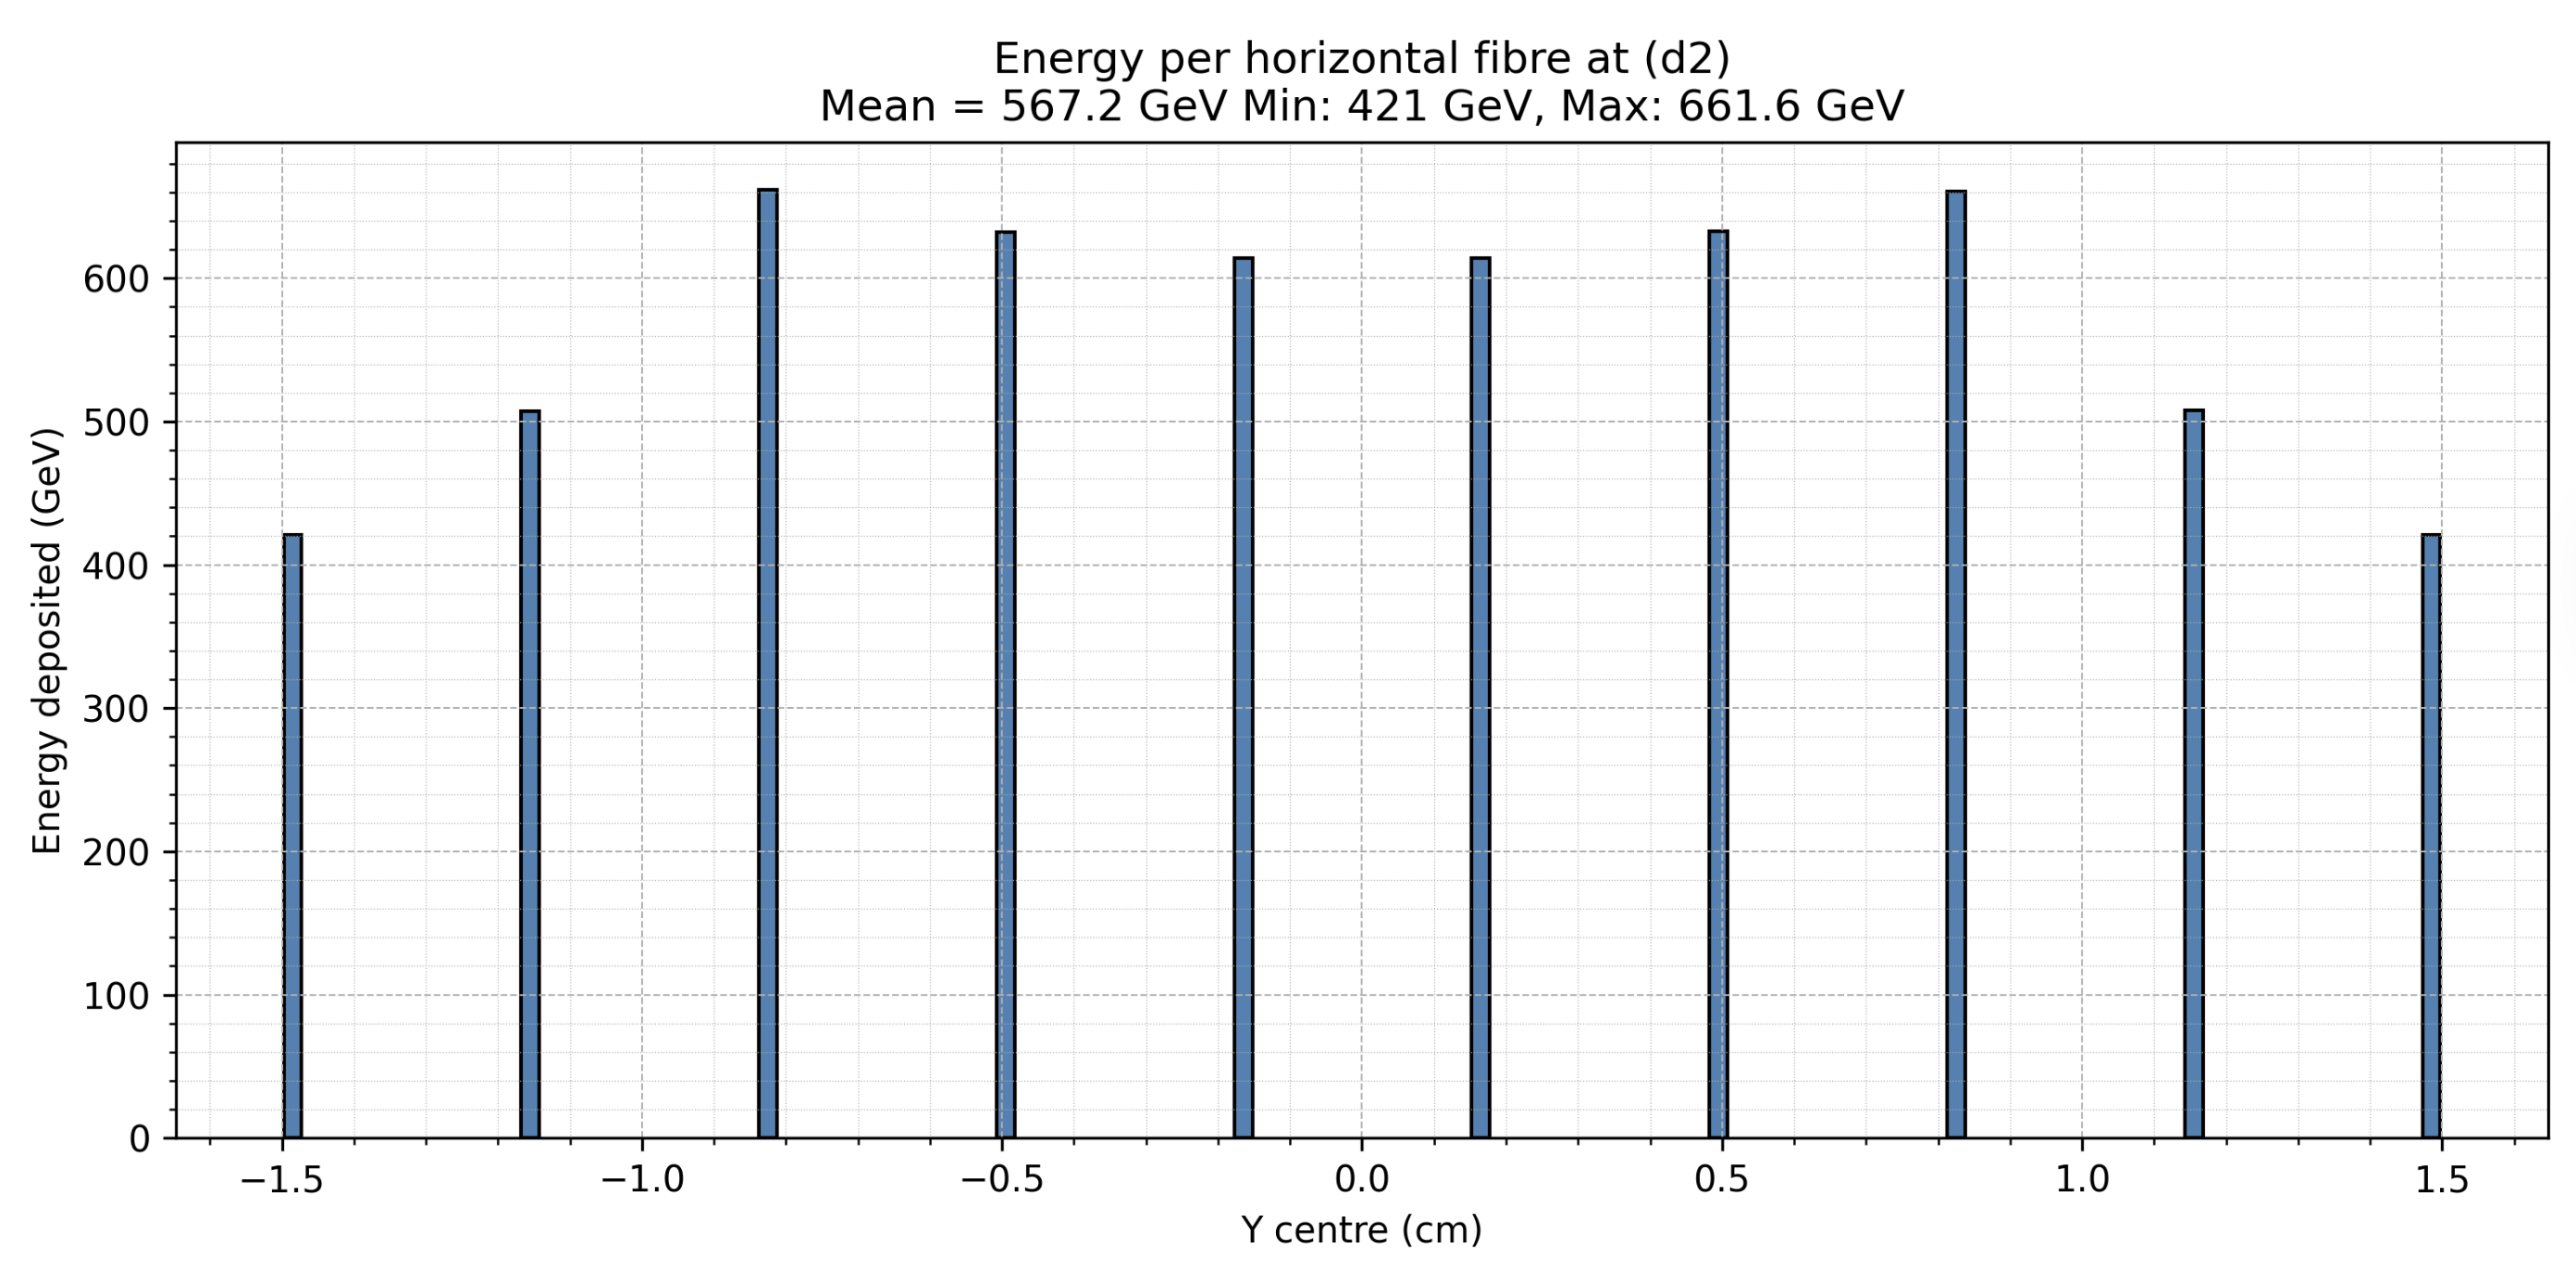 Energy per horizontal fibre at (d2)
Mean = 567.2 GeV Min: 421 GeV, Max: 661.6 GeV
Energy deposited (GeV)
600
500
400
300
200
100
0
−1.5 −1.0 −0.5 0.0 0.5 1.0 1.5
Y centre (cm)